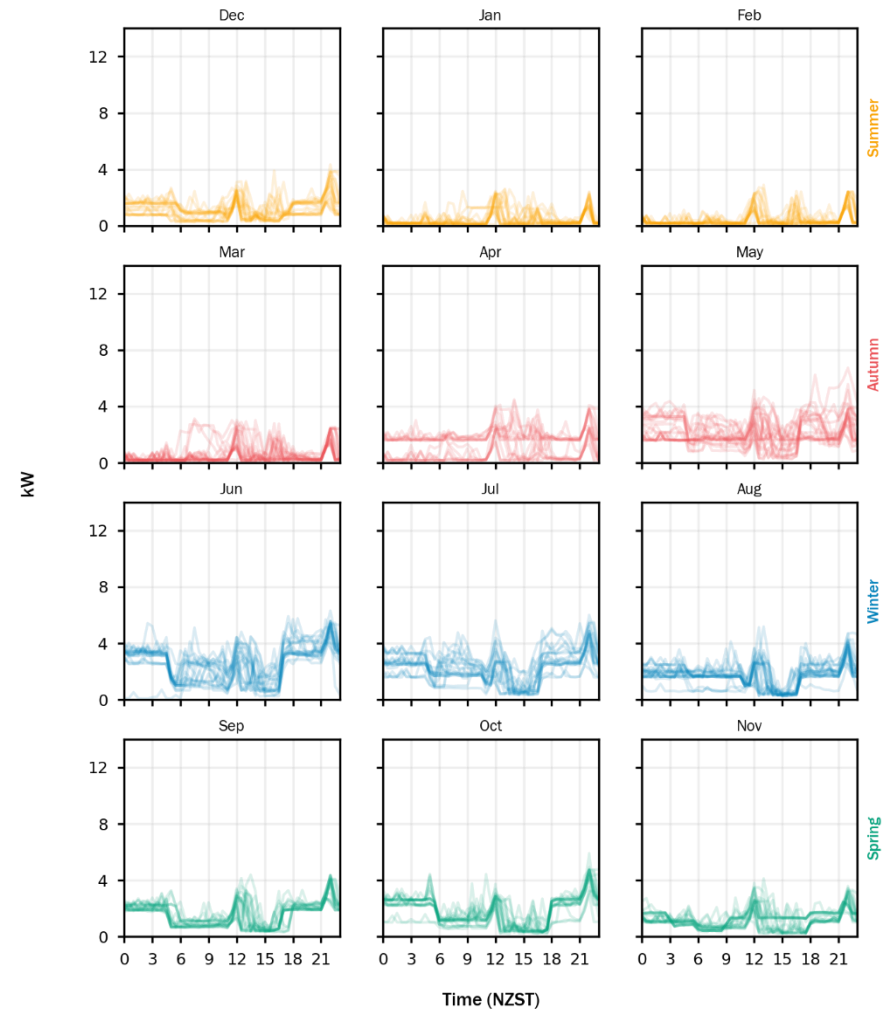 Dec Jan Feb
12
8
4
0
Summer
Mar Apr May
12
8
4
0
Autumn
kW
Jun Jul Aug
12
8
4
0
Winter
Sep Oct Nov
12
8
4
0
Spring
0 3 6 9 12 15 18 21 0 3 6 9 12 15 18 21 0 3 6 9 12 15 18 21
Time (NZST)